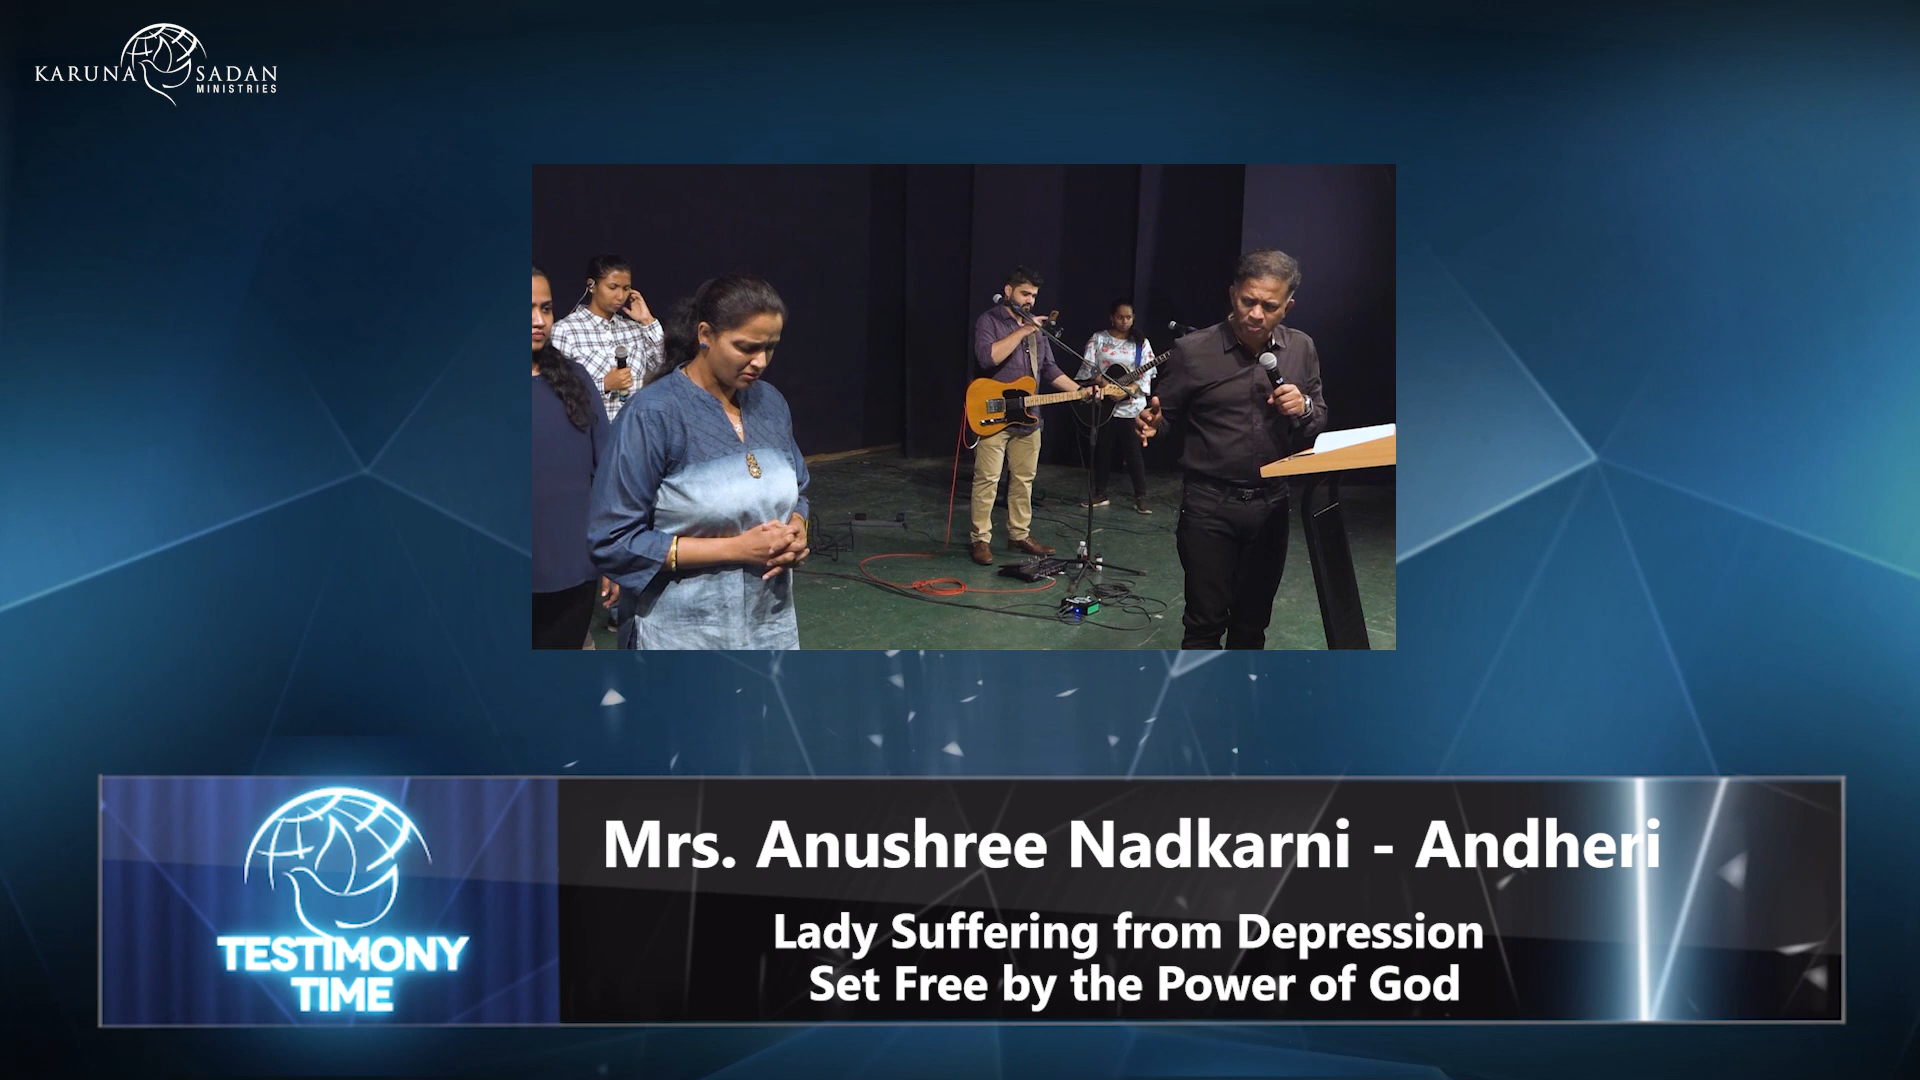 KARUNA SADAN
MINISTRIES
Mrs. Anushree Nadkarni - Andheri
Lady Suffering from Depression
Set Free by the Power of God
TESTIMONY
TIME